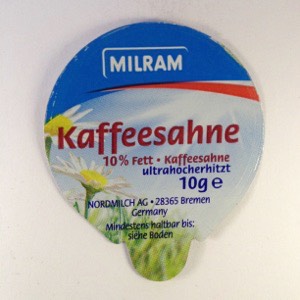 MILRAM
Kaffeesahne
10% Fett • Kaffeesahne
ultrahocherhitzt
10g e
NORDMILCH AG • 28365 Bremen
Germany
Mindestens haltbar bis:
siehe Boden